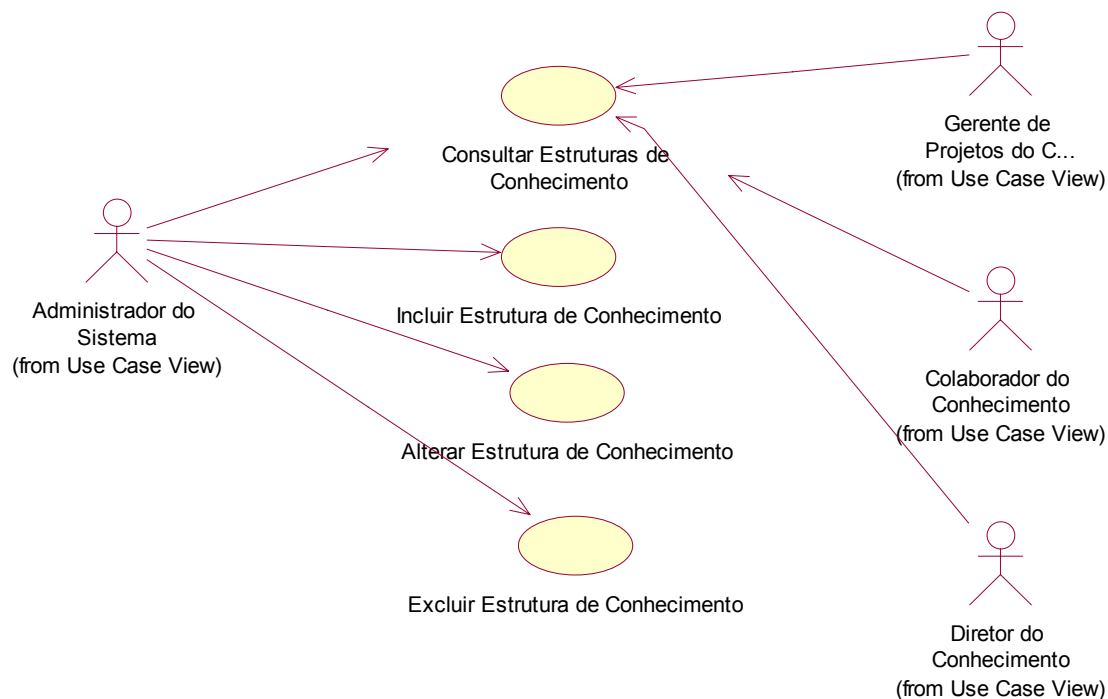 Gerente de
Projetos do C...
(from Use Case View)
Consultar Estruturas de
Conhecimento
Administrador do
Sistema
(from Use Case View)
Incluir Estrutura de Conhecimento
Colaborador do
Conhecimento
(from Use Case View)
Alterar Estrutura de Conhecimento
Excluir Estrutura de Conhecimento
Diretor do
Conhecimento
(from Use Case View)